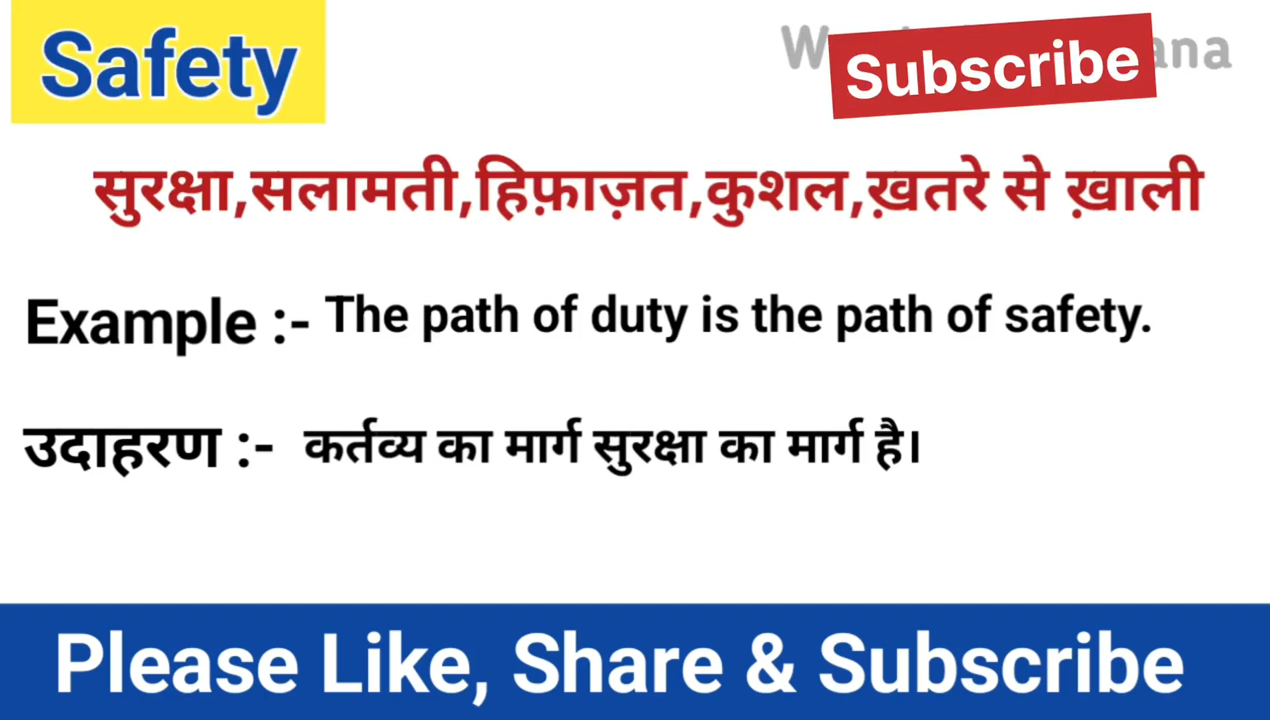 Safety
Subscribe
सुरक्षा,सलामती,हिफ़ाज़त,कुशल,ख़तरे से ख़ाली
Example :- The path of duty is the path of safety.
उदाहरण :- कर्तव्य का मार्ग सुरक्षा का मार्ग है।
Please Like, Share & Subscribe